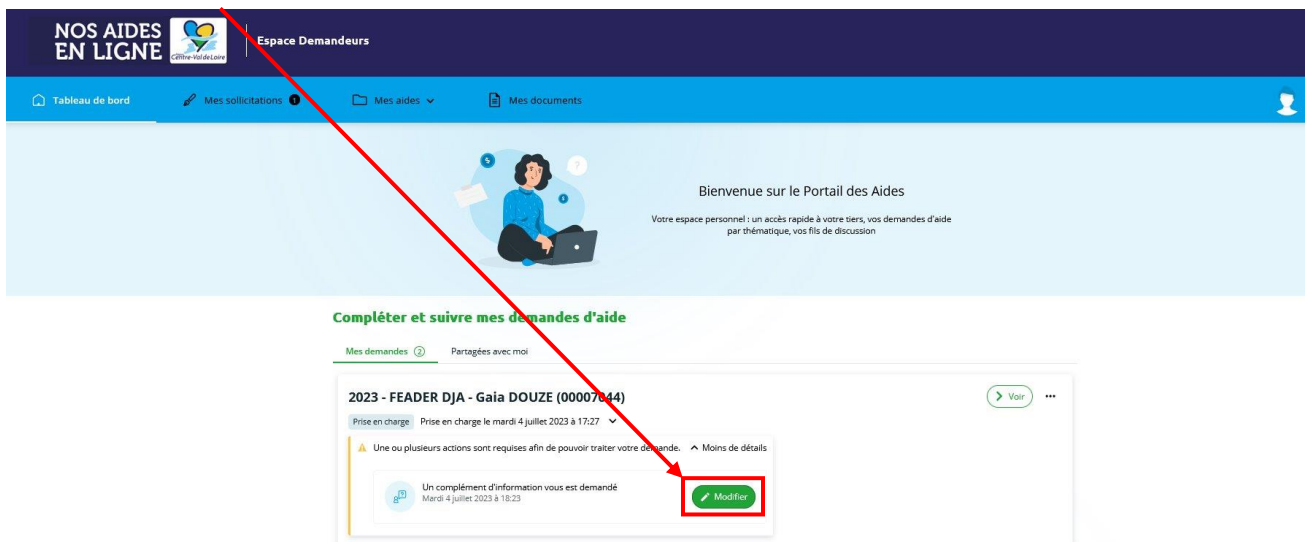 NOS AIDES
EN LIGNE
Centre-Val de Loire
Espace Demandeurs
Tableau de bord
Mes sollicitations 1
Mes aides
Mes documents
$
?
Bienvenue sur le Portail des Aides
Votre espace personnel : un accès rapide à votre tiers, vos demandes d'aide
par thématique, vos fils de discussion
Compléter et suivre mes demandes d'aide
Mes demandes 2
Partagées avec moi
2023 - FEADER DJA - Gaia DOUZE (00007044)
Voir ...
Prise en charge Prise en charge le mardi 4 juillet 2023 à 17:27
Une ou plusieurs actions sont requises afin de pouvoir traiter votre demande. Moins de détails
Un complément d'information vous est demandé
Mardi 4 juillet 2023 à 18:23
Modifier